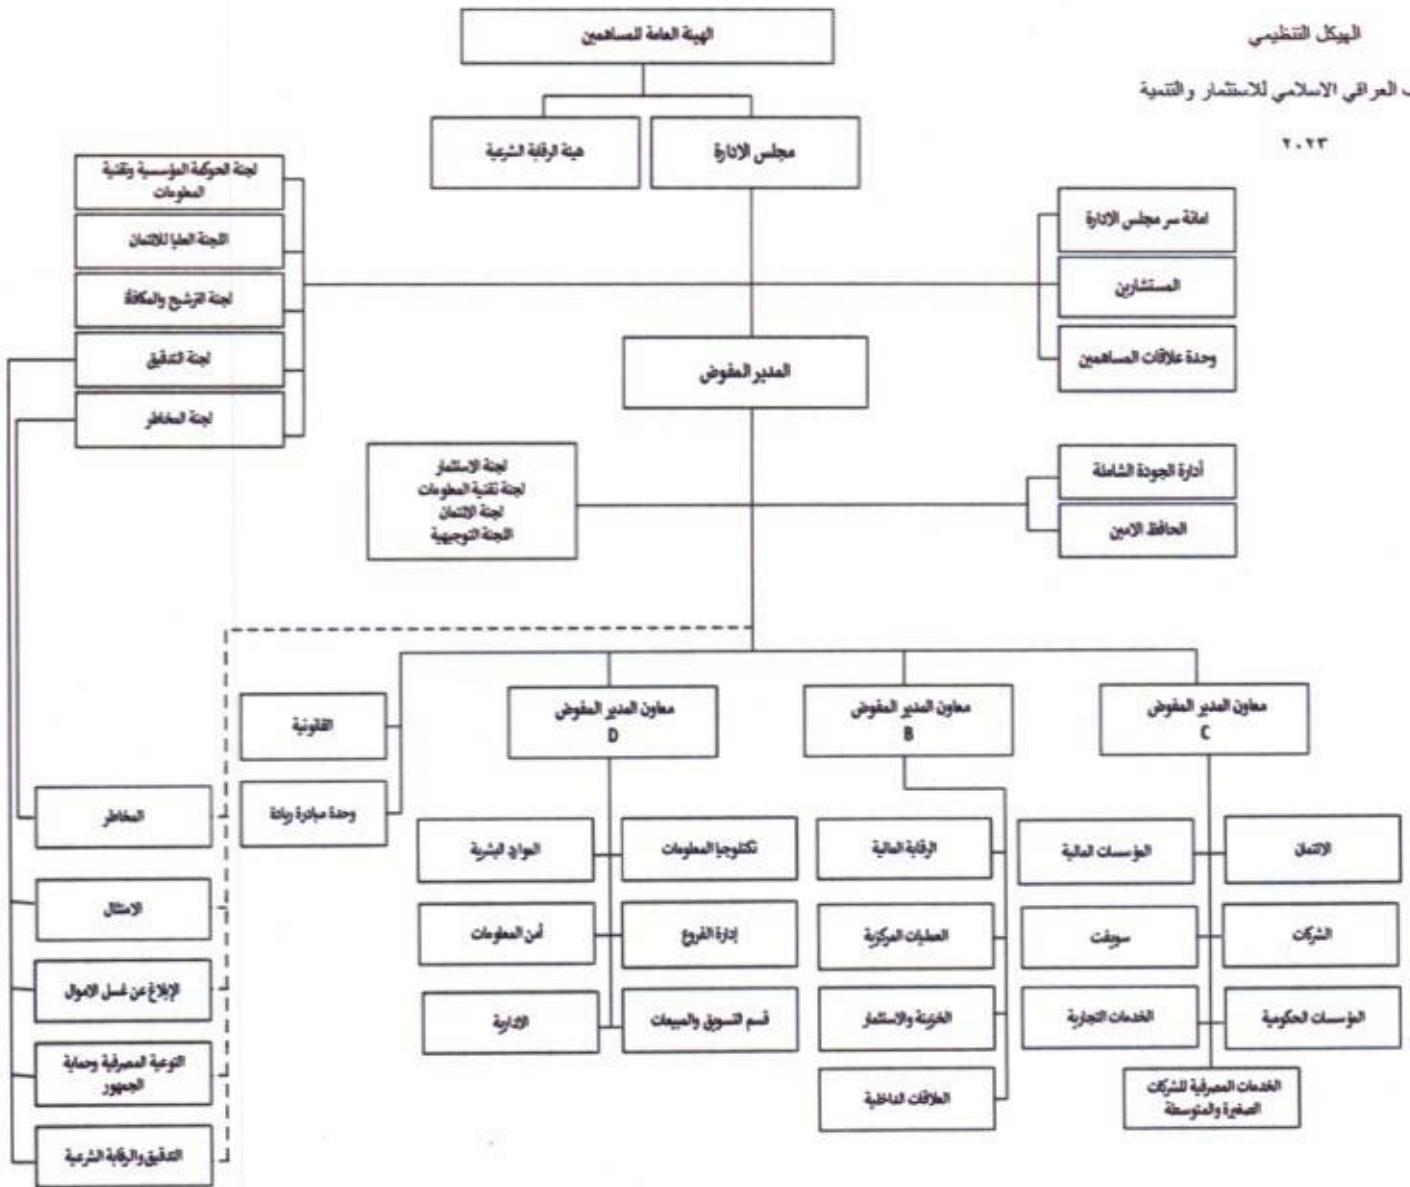 الهيكل التنظيمي
العراقي الاسلامي للاستثمار والتنمية
٢٠٢٣
الهيئة العامة للمساهمين
مجلس الادارة
هيئة الرقابة الشرعية
امانة سر مجلس الادارة
المستشارين
وحدة علاقات المساهمين
لجنة الحوكمة المؤسسية وتقنية
المعلومات
اللجنة العليا للائتمان
لجنة الترشيح والمكافأة
لجنة التدقيق
لجنة المخاطر
المدير المفوض
أدارة الجودة الشاملة
الحافظ الامين
لجنة الاستثمار
لجنة تقنية المعلومات
لجنة الائتمان
اللجنة التوجيهية
معاون المدير المفوض
C
معاون المدير المفوض
B
معاون المدير المفوض
D
القانونية
وحدة مبادرة ريادة
الائتمان
المؤسسات المالية
الشركات
سويفت
المؤسسات الحكومية
الخدمات التجارية
الخدمات المصرفية للشركات
الصغيرة والمتوسطة
الرقابة المالية
العمليات المركزية
الخزينة والاستثمار
العلاقات الداخلية
تكنلوجيا المعلومات
الموارد البشرية
إدارة الفروع
أمن المعلومات
قسم التسويق والمبيعات
الادارية
المخاطر
الامتثال
الإبلاغ عن غسل الاموال
التوعية المصرفية وحماية
الجمهور
التدقيق والرقابة الشرعية